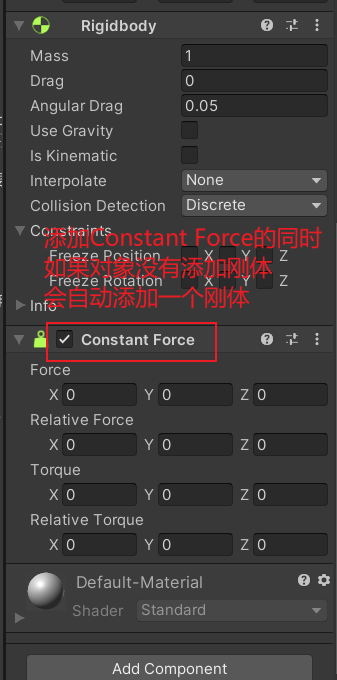 Rigidbody
Mass 1
Drag 0
Angular Drag 0.05
Use Gravity
Is Kinematic
Interpolate None
Collision Detection Discrete
Constraints
添加Constant Force的同时
Freeze Position X Y Z
如果对象没有添加刚体
Freeze Rotation X Y Z
会自动添加一个刚体
Info
Constant Force
Force
X 0 Y 0 Z 0
Relative Force
X 0 Y 0 Z 0
Torque
X 0 Y 0 Z 0
Relative Torque
X 0 Y 0 Z 0
Default-Material
Shader Standard
Add Component